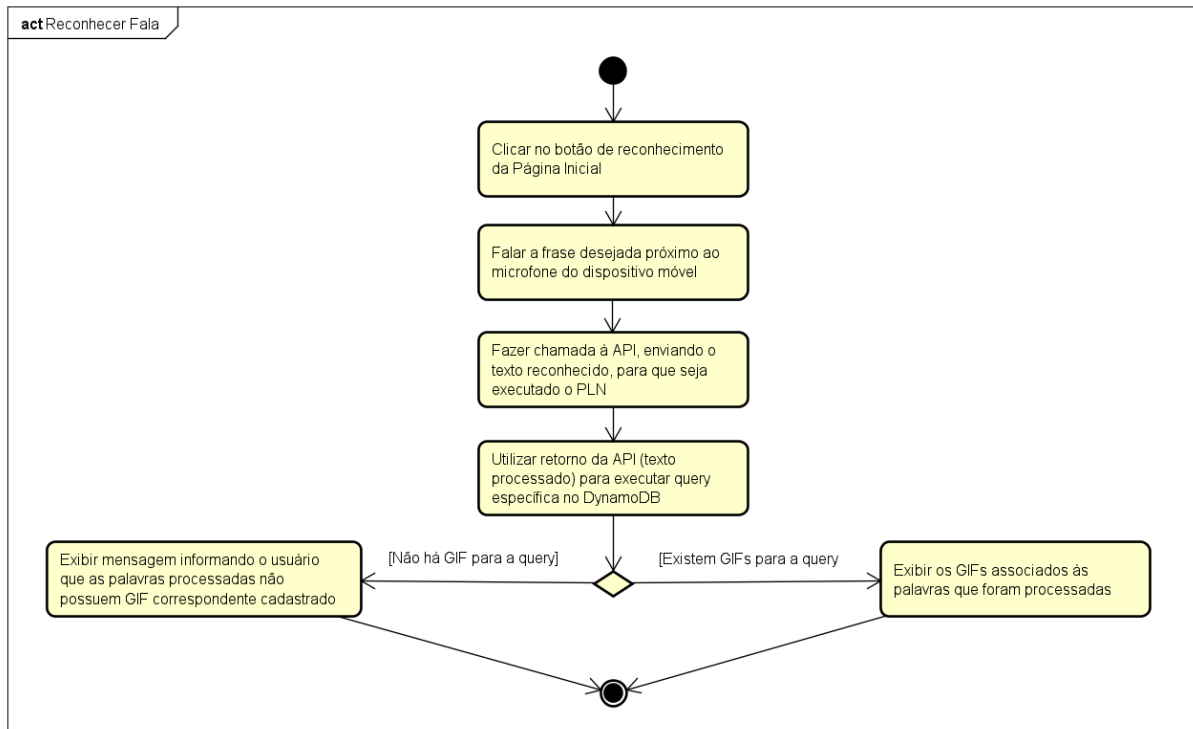 act Reconhecer Fala
Clicar no botão de reconhecimento
da Página Inicial
Falar a frase desejada próximo ao
microfone do dispositivo móvel
Fazer chamada à API, enviando o
texto reconhecido, para que seja
executado o PLN
Utilizar retorno da API (texto
processado) para executar query
específica no DynamoDB
[Não há GIF para a query]
[Existem GIFs para a query
Exibir mensagem informando o usuário
que as palavras processadas não
possuem GIF correspondente cadastrado
Exibir os GIFs associados às
palavras que foram processadas